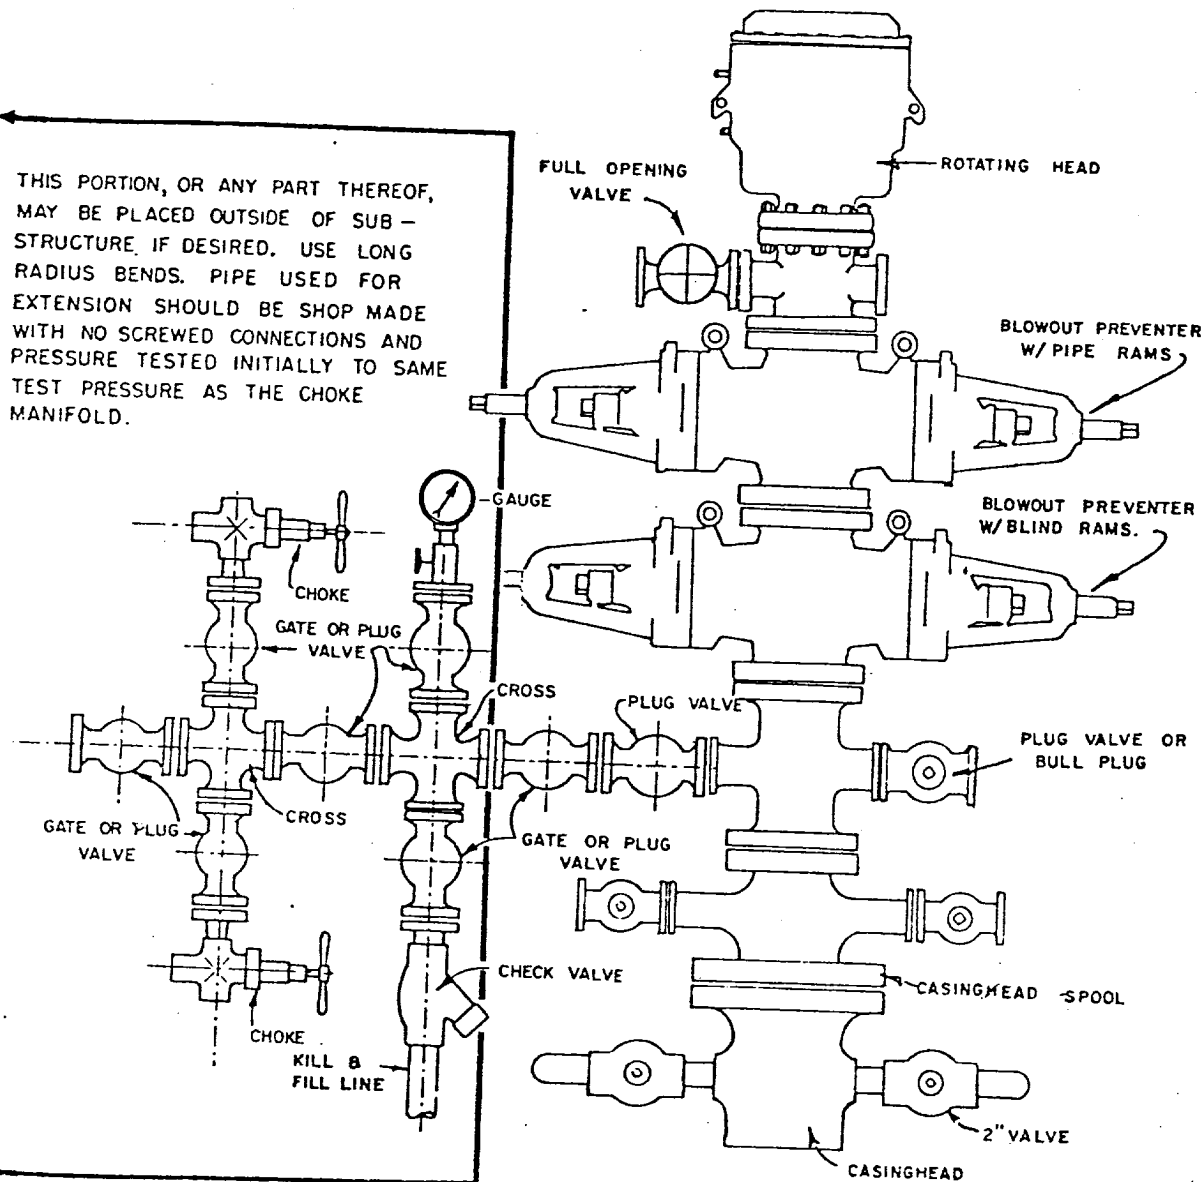 THIS PORTION, OR ANY PART THEREOF,
MAY BE PLACED OUTSIDE OF SUB-
STRUCTURE IF DESIRED. USE LONG
RADIUS BENDS. PIPE USED FOR
EXTENSION SHOULD BE SHOP MADE
WITH NO SCREWED CONNECTIONS AND
PRESSURE TESTED INITIALLY TO SAME
TEST PRESSURE AS THE CHOKE
MANIFOLD.
FULL OPENING
VALVE
ROTATING HEAD
BLOWOUT PREVENTER
W/PIPE RAMS
GAUGE
BLOWOUT PREVENTER
W/BLIND RAMS.
CHOKE
GATE OR PLUG
VALVE
CROSS
PLUG VALVE
PLUG VALVE OR
BULL PLUG
CROSS
GATE OR PLUG
VALVE
GATE OR PLUG
VALVE
CHECK VALVE
CASINGHEAD SPOOL
CHOKE
KILL &
FILL LINE
2" VALVE
CASINGHEAD